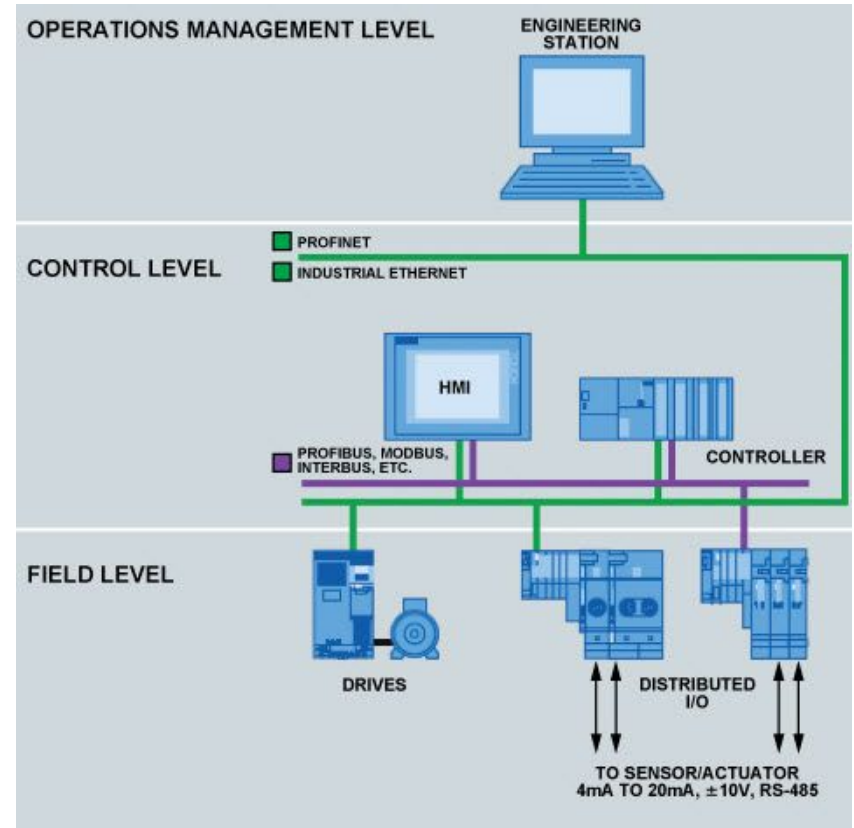 OPERATIONS MANAGEMENT LEVEL
ENGINEERING
STATION
PROFINET
CONTROL LEVEL
INDUSTRIAL ETHERNET
HMI
PROFIBUS, MODBUS,
INTERBUS, ETC.
CONTROLLER
FIELD LEVEL
DRIVES
DISTRIBUTED
I/O
TO SENSOR/ACTUATOR
4mA TO 20mA, ±10V, RS-485